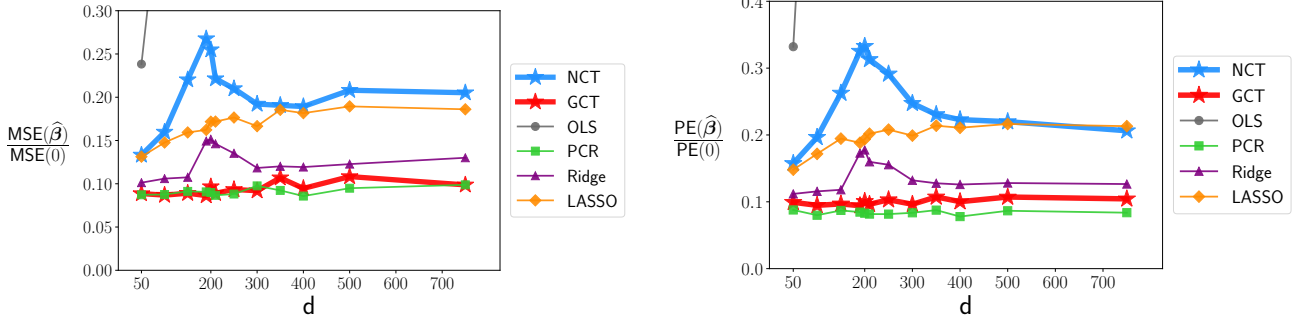 0.30
0.25
0.20
0.15
0.10
0.05
0.00
MSE(β̂)
MSE(0)
50 200 300 400 500 600 700
d
NCT
GCT
OLS
PCR
Ridge
LASSO
0.4
0.3
0.2
0.1
0.0
PE(β̂)
PE(0)
50 200 300 400 500 600 700
d
NCT
GCT
OLS
PCR
Ridge
LASSO